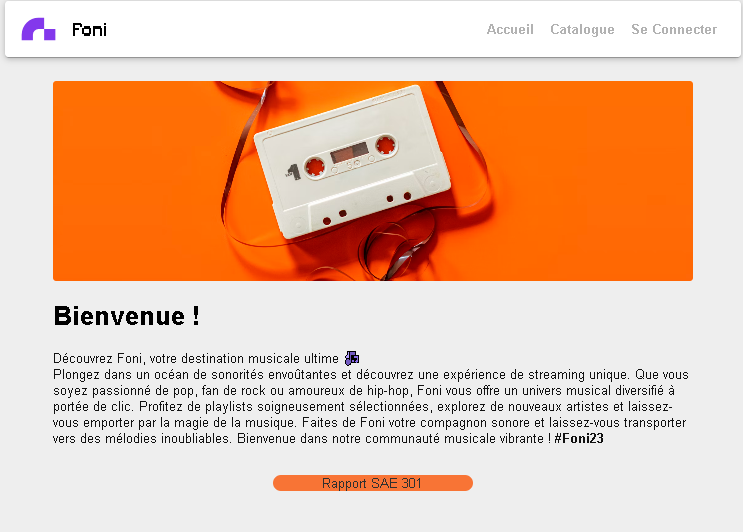 Foni
Accueil Catalogue Se Connecter
1
Bienvenue !
Découvrez Foni, votre destination musicale ultime
Plongez dans un océan de sonorités envoûtantes et découvrez une expérience de streaming unique. Que vous
soyez passionné de pop, fan de rock ou amoureux de hip-hop, Foni vous offre un univers musical diversifié à
portée de clic. Profitez de playlists soigneusement sélectionnées, explorez de nouveaux artistes et laissez-
vous emporter par la magie de la musique. Faites de Foni votre compagnon sonore et laissez-vous transporter
vers des mélodies inoubliables. Bienvenue dans notre communauté musicale vibrante ! #Foni23
Rapport SAE 301